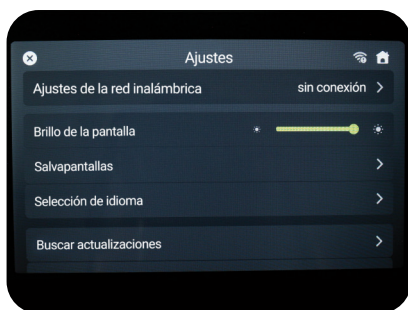 Ajustes
Ajustes de la red inalámbrica sin conexión
Brillo de la pantalla
Salvapantallas
Selección de idioma
Buscar actualizaciones